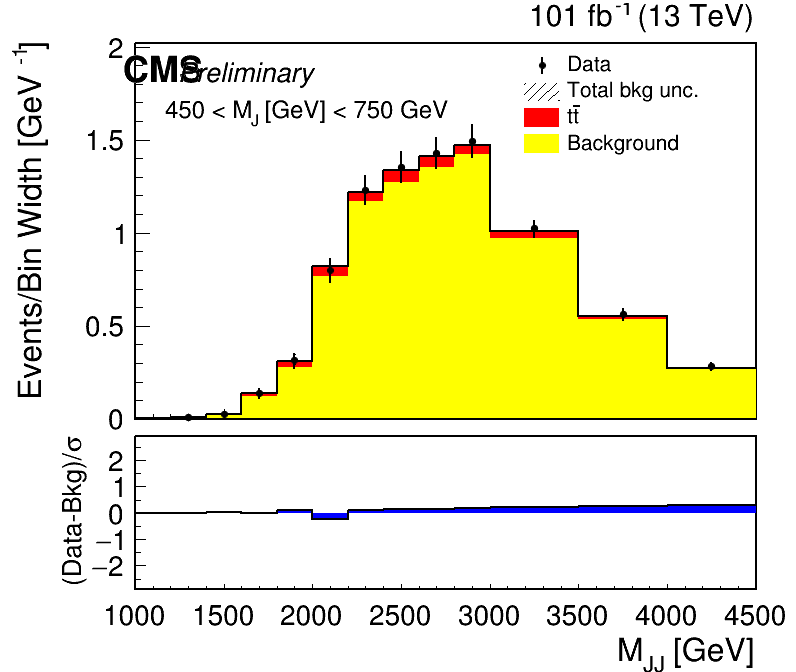 101 fb⁻¹ (13 TeV)
CMS Preliminary
450 < M_J [GeV] < 750 GeV
Data
Total bkg unc.
tt̄
Background
Events/Bin Width [GeV⁻¹]
2
1.5
1
0.5
0
(Data-Bkg)/σ
2
1
0
−1
−2
1000 1500 2000 2500 3000 3500 4000 4500
M_JJ [GeV]